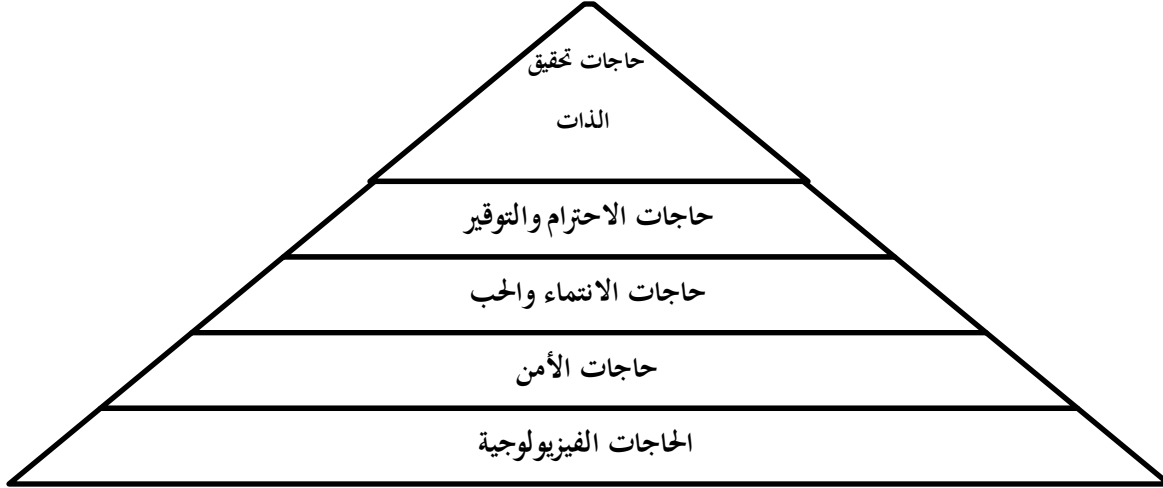 حاجات تحقيق
الذات
حاجات الاحترام والتوقير
حاجات الانتماء والحب
حاجات الأمن
الحاجات الفيزيولوجية